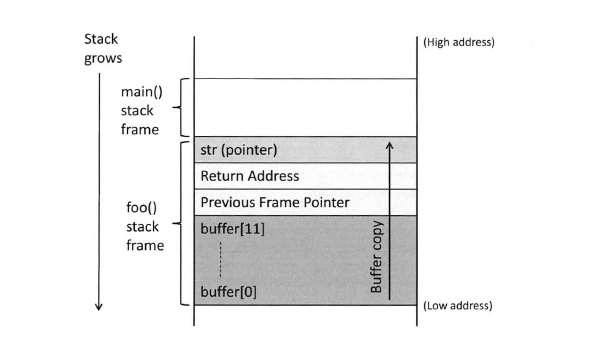 Stack
grows
(High address)
main()
stack
frame
str (pointer)
Return Address
Previous Frame Pointer
foo()
stack
frame
buffer[11]
Buffer copy
buffer[0]
(Low address)